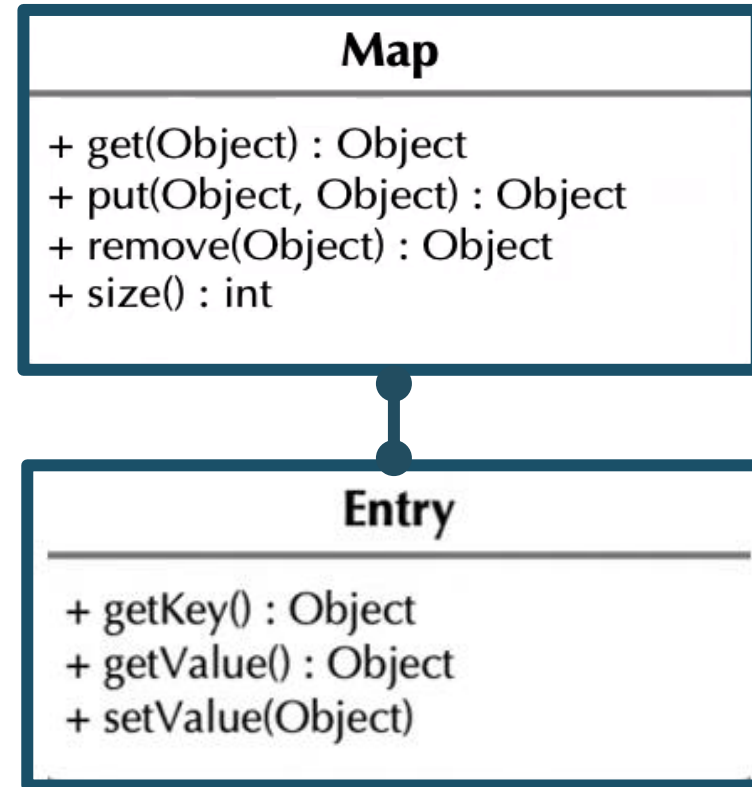 Map
+ get(Object) : Object
+ put(Object, Object) : Object
+ remove(Object) : Object
+ size() : int
Entry
+ getKey() : Object
+ getValue() : Object
+ setValue(Object)